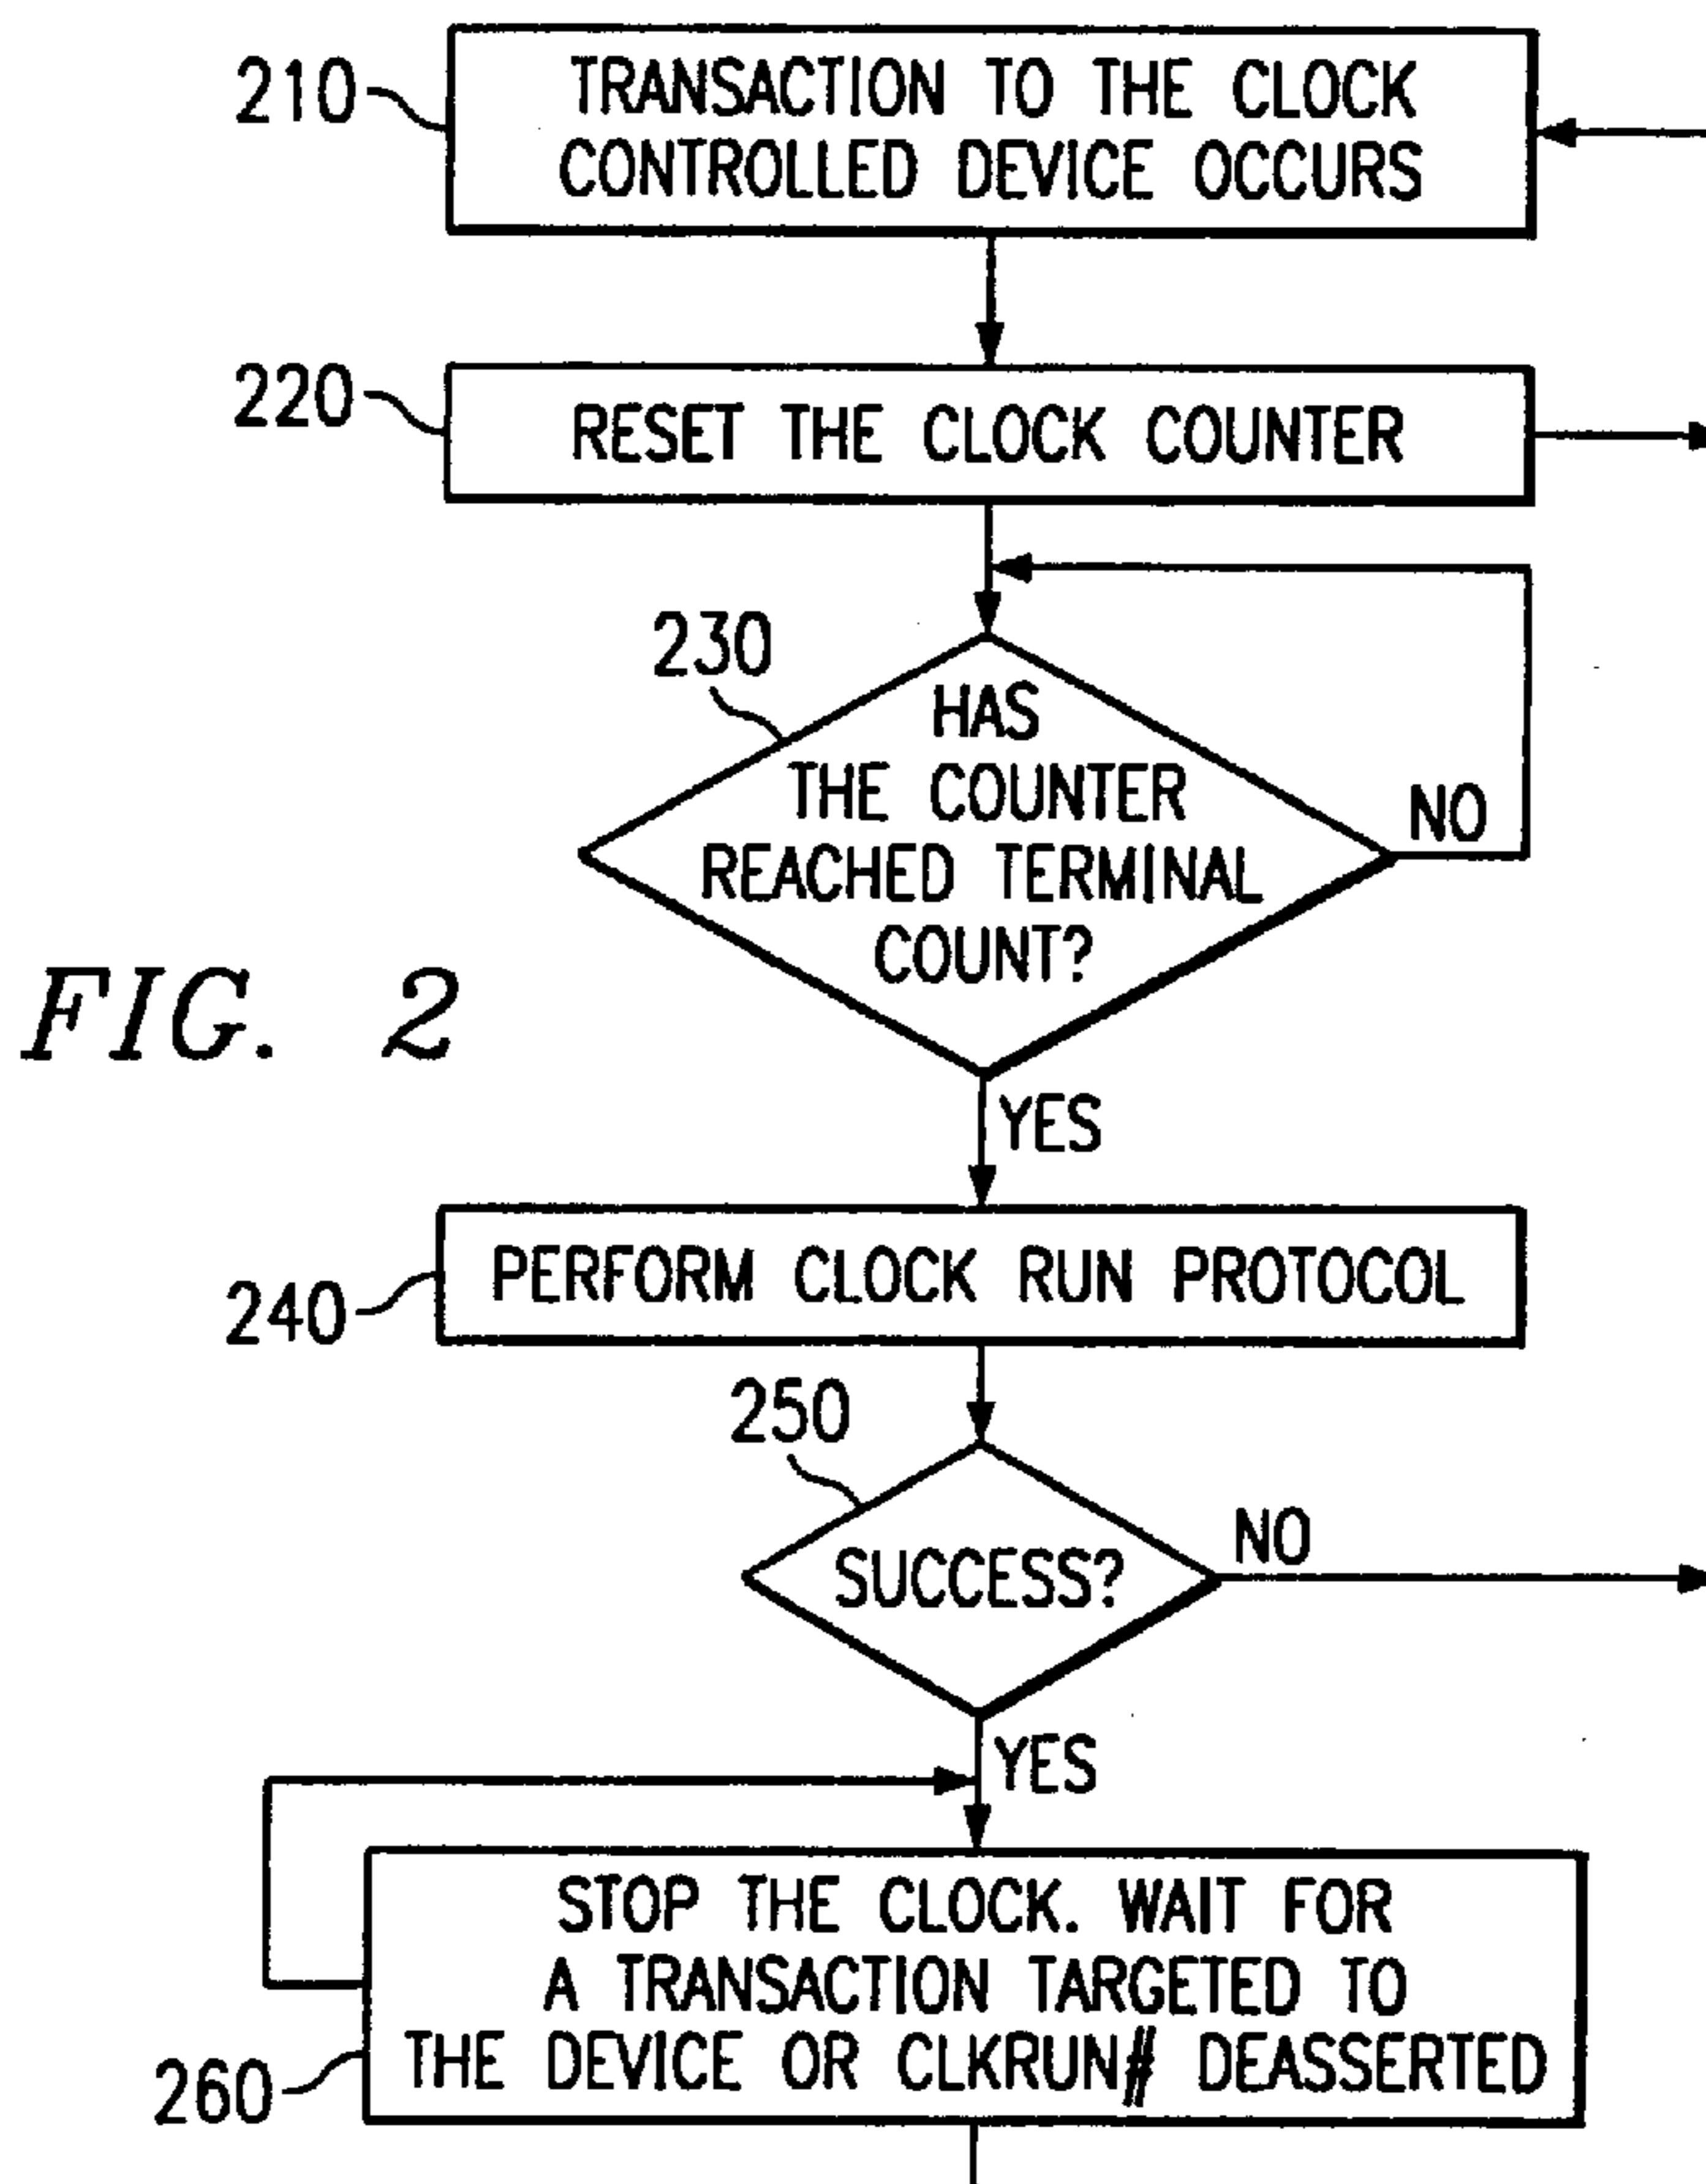 210
TRANSACTION TO THE CLOCK
CONTROLLED DEVICE OCCURS
220
RESET THE CLOCK COUNTER
230
HAS
THE COUNTER
REACHED TERMINAL
COUNT?
NO
FIG. 2
YES
240
PERFORM CLOCK RUN PROTOCOL
250
SUCCESS?
NO
YES
STOP THE CLOCK. WAIT FOR
A TRANSACTION TARGETED TO
THE DEVICE OR CLKRUN# DEASSERTED
260